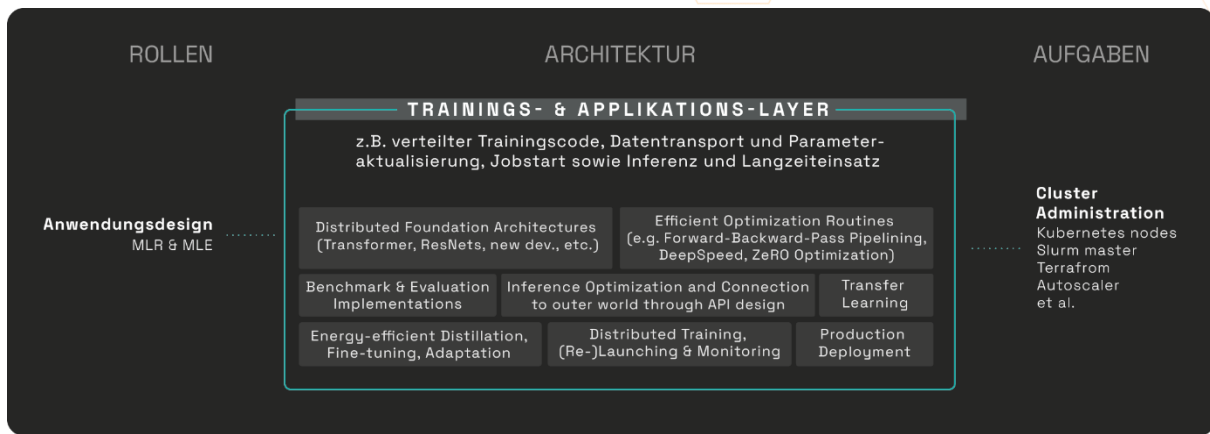 ROLLEN
ARCHITEKTUR
AUFGABEN
TRAININGS- & APPLIKATIONS-LAYER
z.B. verteilter Trainingscode, Datentransport und Parameter-
aktualisierung, Jobstart sowie Inferenz und Langzeiteinsatz
Anwendungsdesign
MLR & MLE
Distributed Foundation Architectures
(Transformer, ResNets, new dev., etc.)
Efficient Optimization Routines
(e.g. Forward-Backward-Pass Pipelining,
DeepSpeed, ZeRO Optimization)
Benchmark & Evaluation
Implementations
Inference Optimization and Connection
to outer world through API design
Transfer
Learning
Energy-efficient Distillation,
Fine-tuning, Adaptation
Distributed Training,
(Re-)Launching & Monitoring
Production
Deployment
Cluster
Administration
Kubernetes nodes
Slurm master
Terrafrom
Autoscaler
et al.